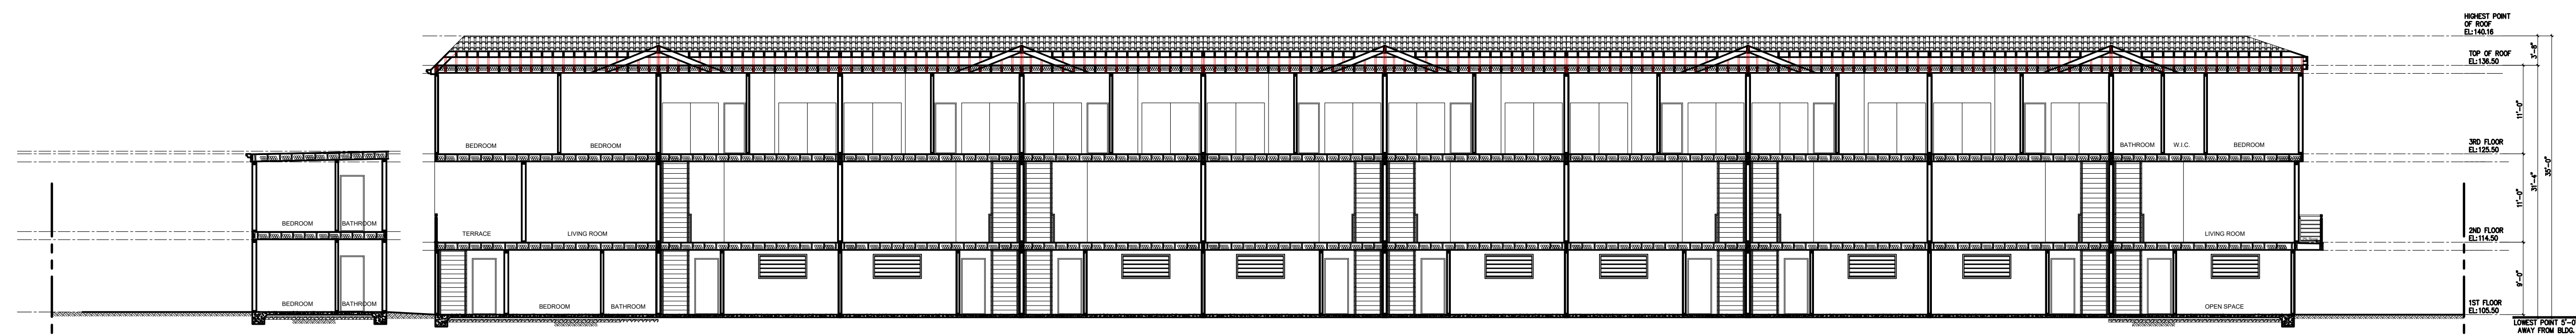 HIGHEST POINT
OF ROOF
EL:140.16
3'-8"
TOP OF ROOF
EL:136.50
11'-0"
BEDROOM
BEDROOM
BATHROOM
W.I.C.
BEDROOM
3RD FLOOR
EL:125.50
31'-4"
35'-0"
11'-0"
BEDROOM
BATHROOM
TERRACE
LIVING ROOM
LIVING ROOM
2ND FLOOR
EL:114.50
9'-0"
BEDROOM
BATHROOM
BEDROOM
BATHROOM
OPEN SPACE
1ST FLOOR
EL:105.50
LOWEST POINT 5'-0
AWAY FROM BLDG.